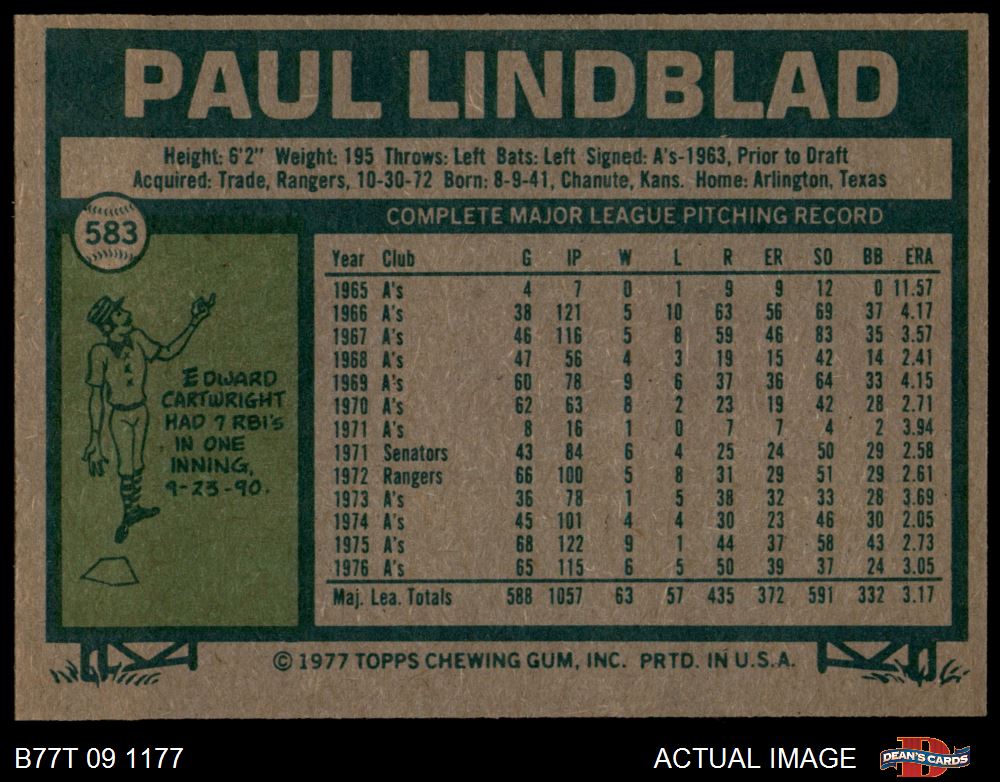 PAUL LINDBLAD
Height: 6'2" Weight: 195 Throws: Left Bats: Left Signed: A's-1963, Prior to Draft
Acquired: Trade, Rangers, 10-30-72 Born: 8-9-41, Chanute, Kans. Home: Arlington, Texas
583
COMPLETE MAJOR LEAGUE PITCHING RECORD
Year Club G IP W L R ER SO BB ERA
1965 A's 4 7 0 1 9 9 12 0 11.57
1966 A's 38 121 5 10 63 56 69 37 4.17
1967 A's 46 116 5 8 59 46 83 35 3.57
1968 A's 47 56 4 3 19 15 42 14 2.41
1969 A's 60 78 9 6 37 36 64 33 4.15
1970 A's 62 63 8 2 23 19 42 28 2.71
1971 A's 8 16 1 0 7 7 4 2 3.94
1971 Senators 43 84 6 4 25 24 50 29 2.58
1972 Rangers 66 100 5 8 31 29 51 29 2.61
1973 A's 36 78 1 5 38 32 33 28 3.69
1974 A's 45 101 4 4 30 23 46 30 2.05
1975 A's 68 122 9 1 44 37 58 43 2.73
1976 A's 65 115 6 5 50 39 37 24 3.05
Maj. Lea. Totals 588 1057 63 57 435 372 591 332 3.17
EDWARD
CARTWRIGHT
HAD 7 RBI'S
IN ONE
INNING,
9-23-90.
© 1977 TOPPS CHEWING GUM, INC. PRTD. IN U.S.A.
B77T 09 1177
ACTUAL IMAGE
DEAN'S CARDS